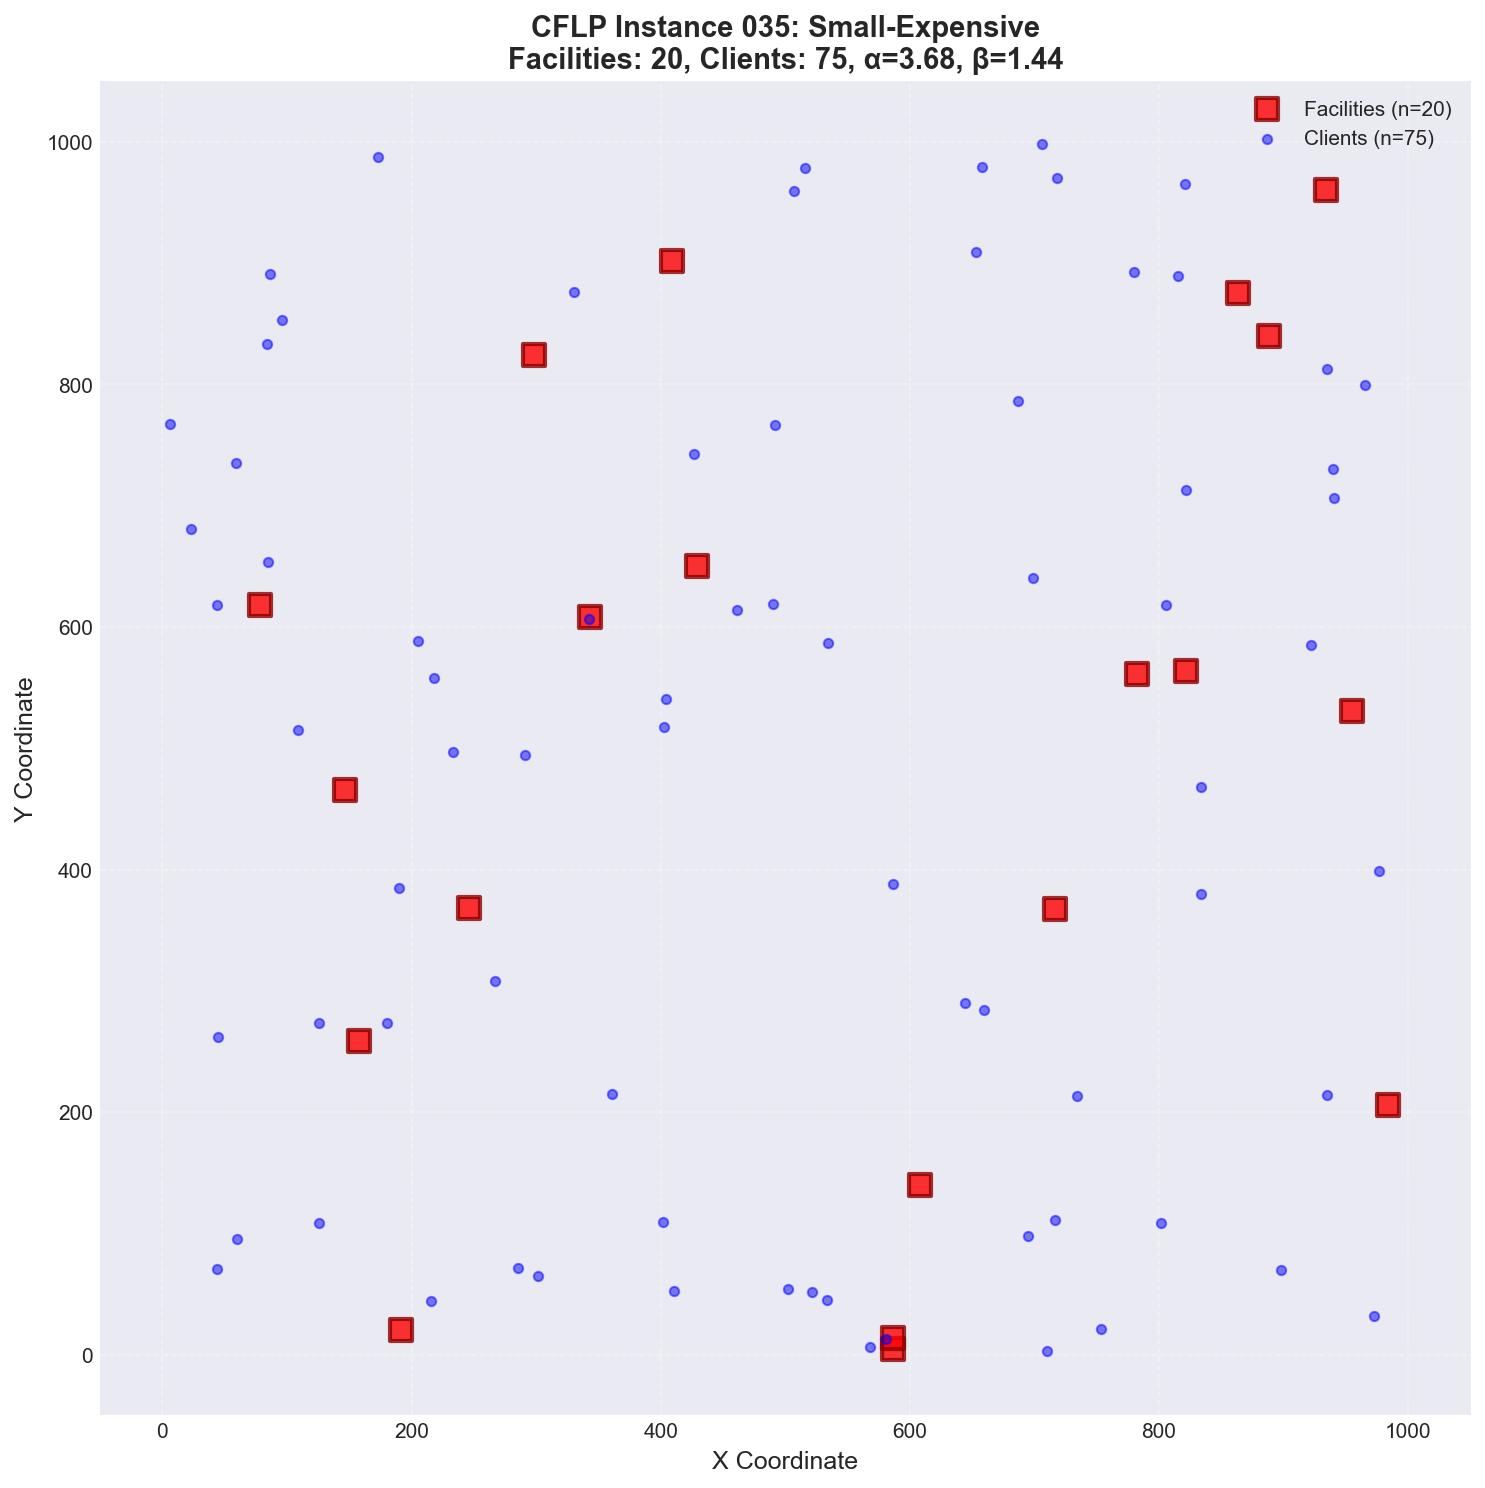 CFLP Instance 035: Small-Expensive
Facilities: 20, Clients: 75, α=3.68, β=1.44
Facilities (n=20)
Clients (n=75)
1000
800
600
400
200
0
Y Coordinate
0 200 400 600 800 1000
X Coordinate